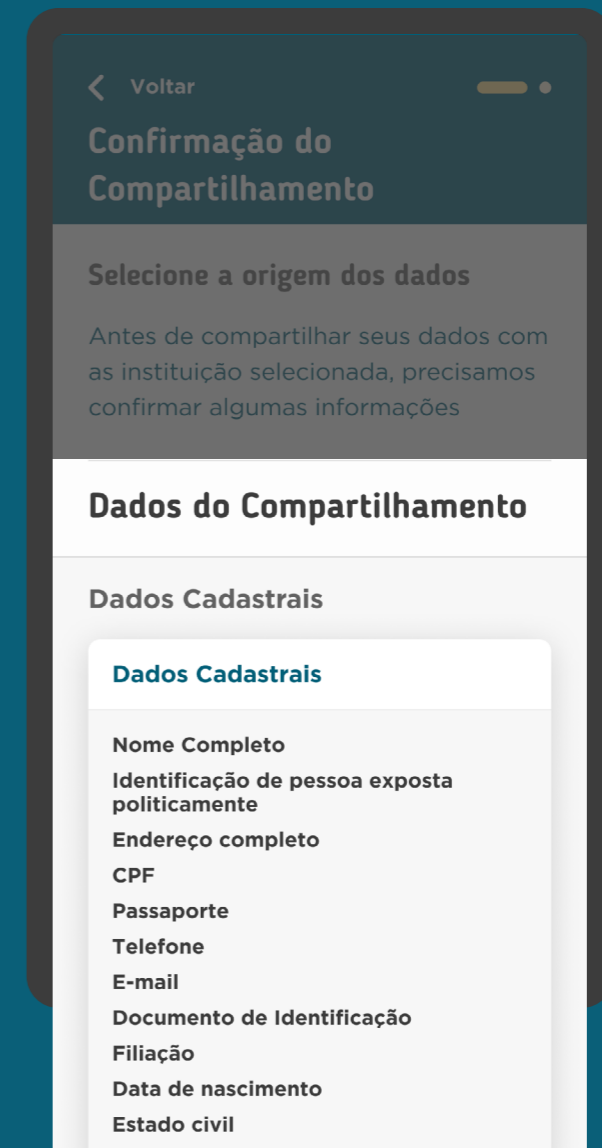 Voltar
Confirmação do
Compartilhamento
Selecione a origem dos dados
Antes de compartilhar seus dados com
as instituição selecionada, precisamos
confirmar algumas informações
Dados do Compartilhamento
Dados Cadastrais
Dados Cadastrais
Nome Completo
Identificação de pessoa exposta
politicamente
Endereço completo
CPF
Passaporte
Telefone
E-mail
Documento de Identificação
Filiação
Data de nascimento
Estado civil